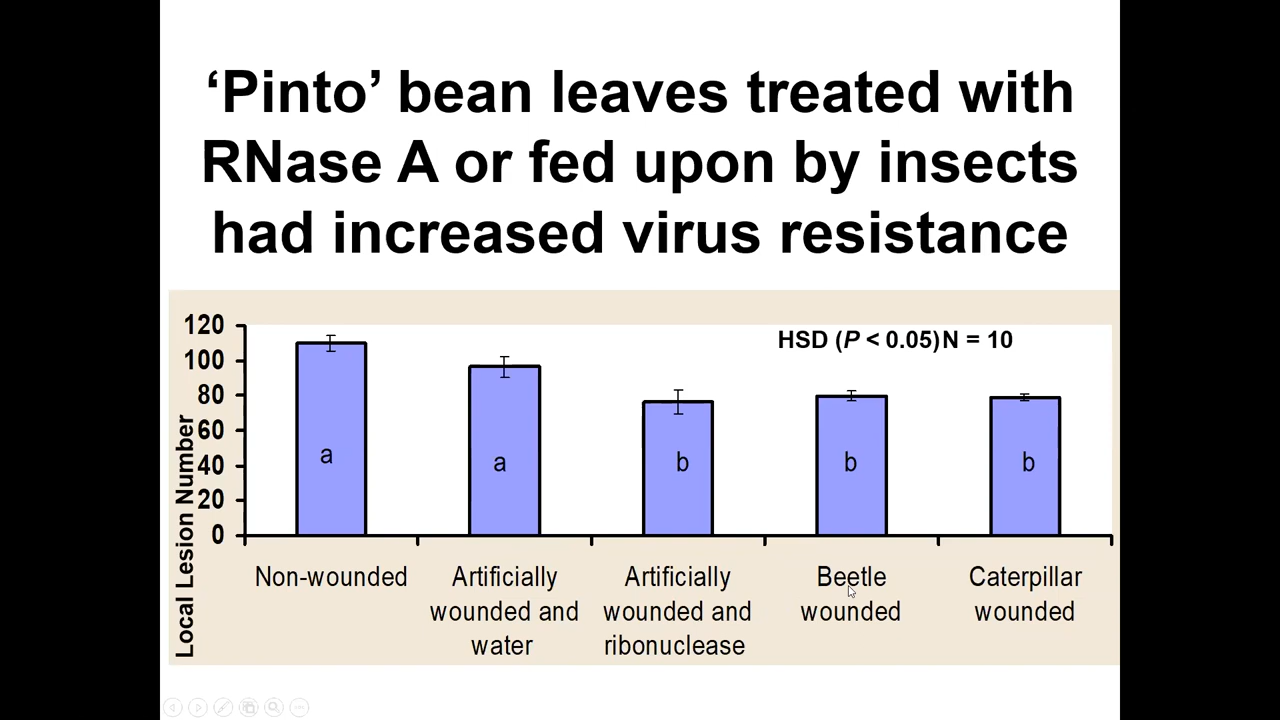 ‘Pinto’ bean leaves treated with
RNase A or fed upon by insects
had increased virus resistance
HSD (P < 0.05) N = 10
Local Lesion Number
120
100
80
60
40
20
0
a
a
b
b
b
Non-wounded
Artificially
wounded and
water
Artificially
wounded and
ribonuclease
Beetle
wounded
Caterpillar
wounded